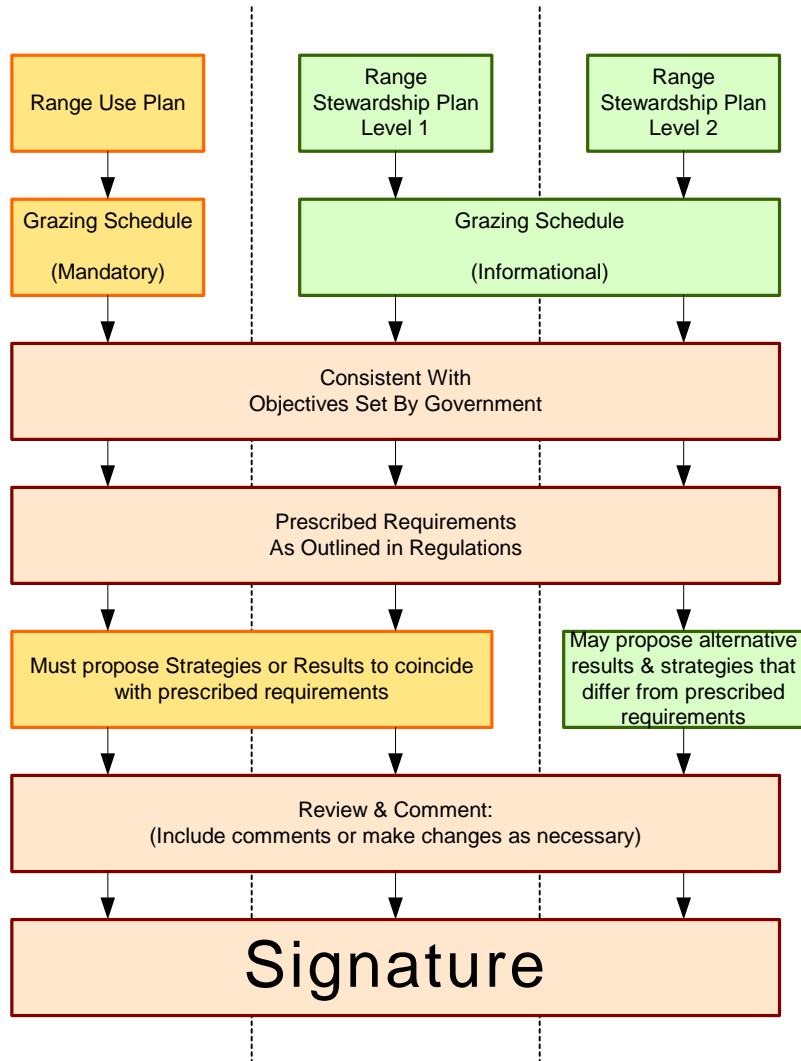 Range Use Plan
Range
Stewardship Plan
Level 1
Range
Stewardship Plan
Level 2
Grazing Schedule
(Mandatory)
Grazing Schedule
(Informational)
Consistent With
Objectives Set By Government
Prescribed Requirements
As Outlined in Regulations
Must propose Strategies or Results to coincide
with prescribed requirements
May propose alternative
results & strategies that
differ from prescribed
requirements
Review & Comment:
(Include comments or make changes as necessary)
Signature